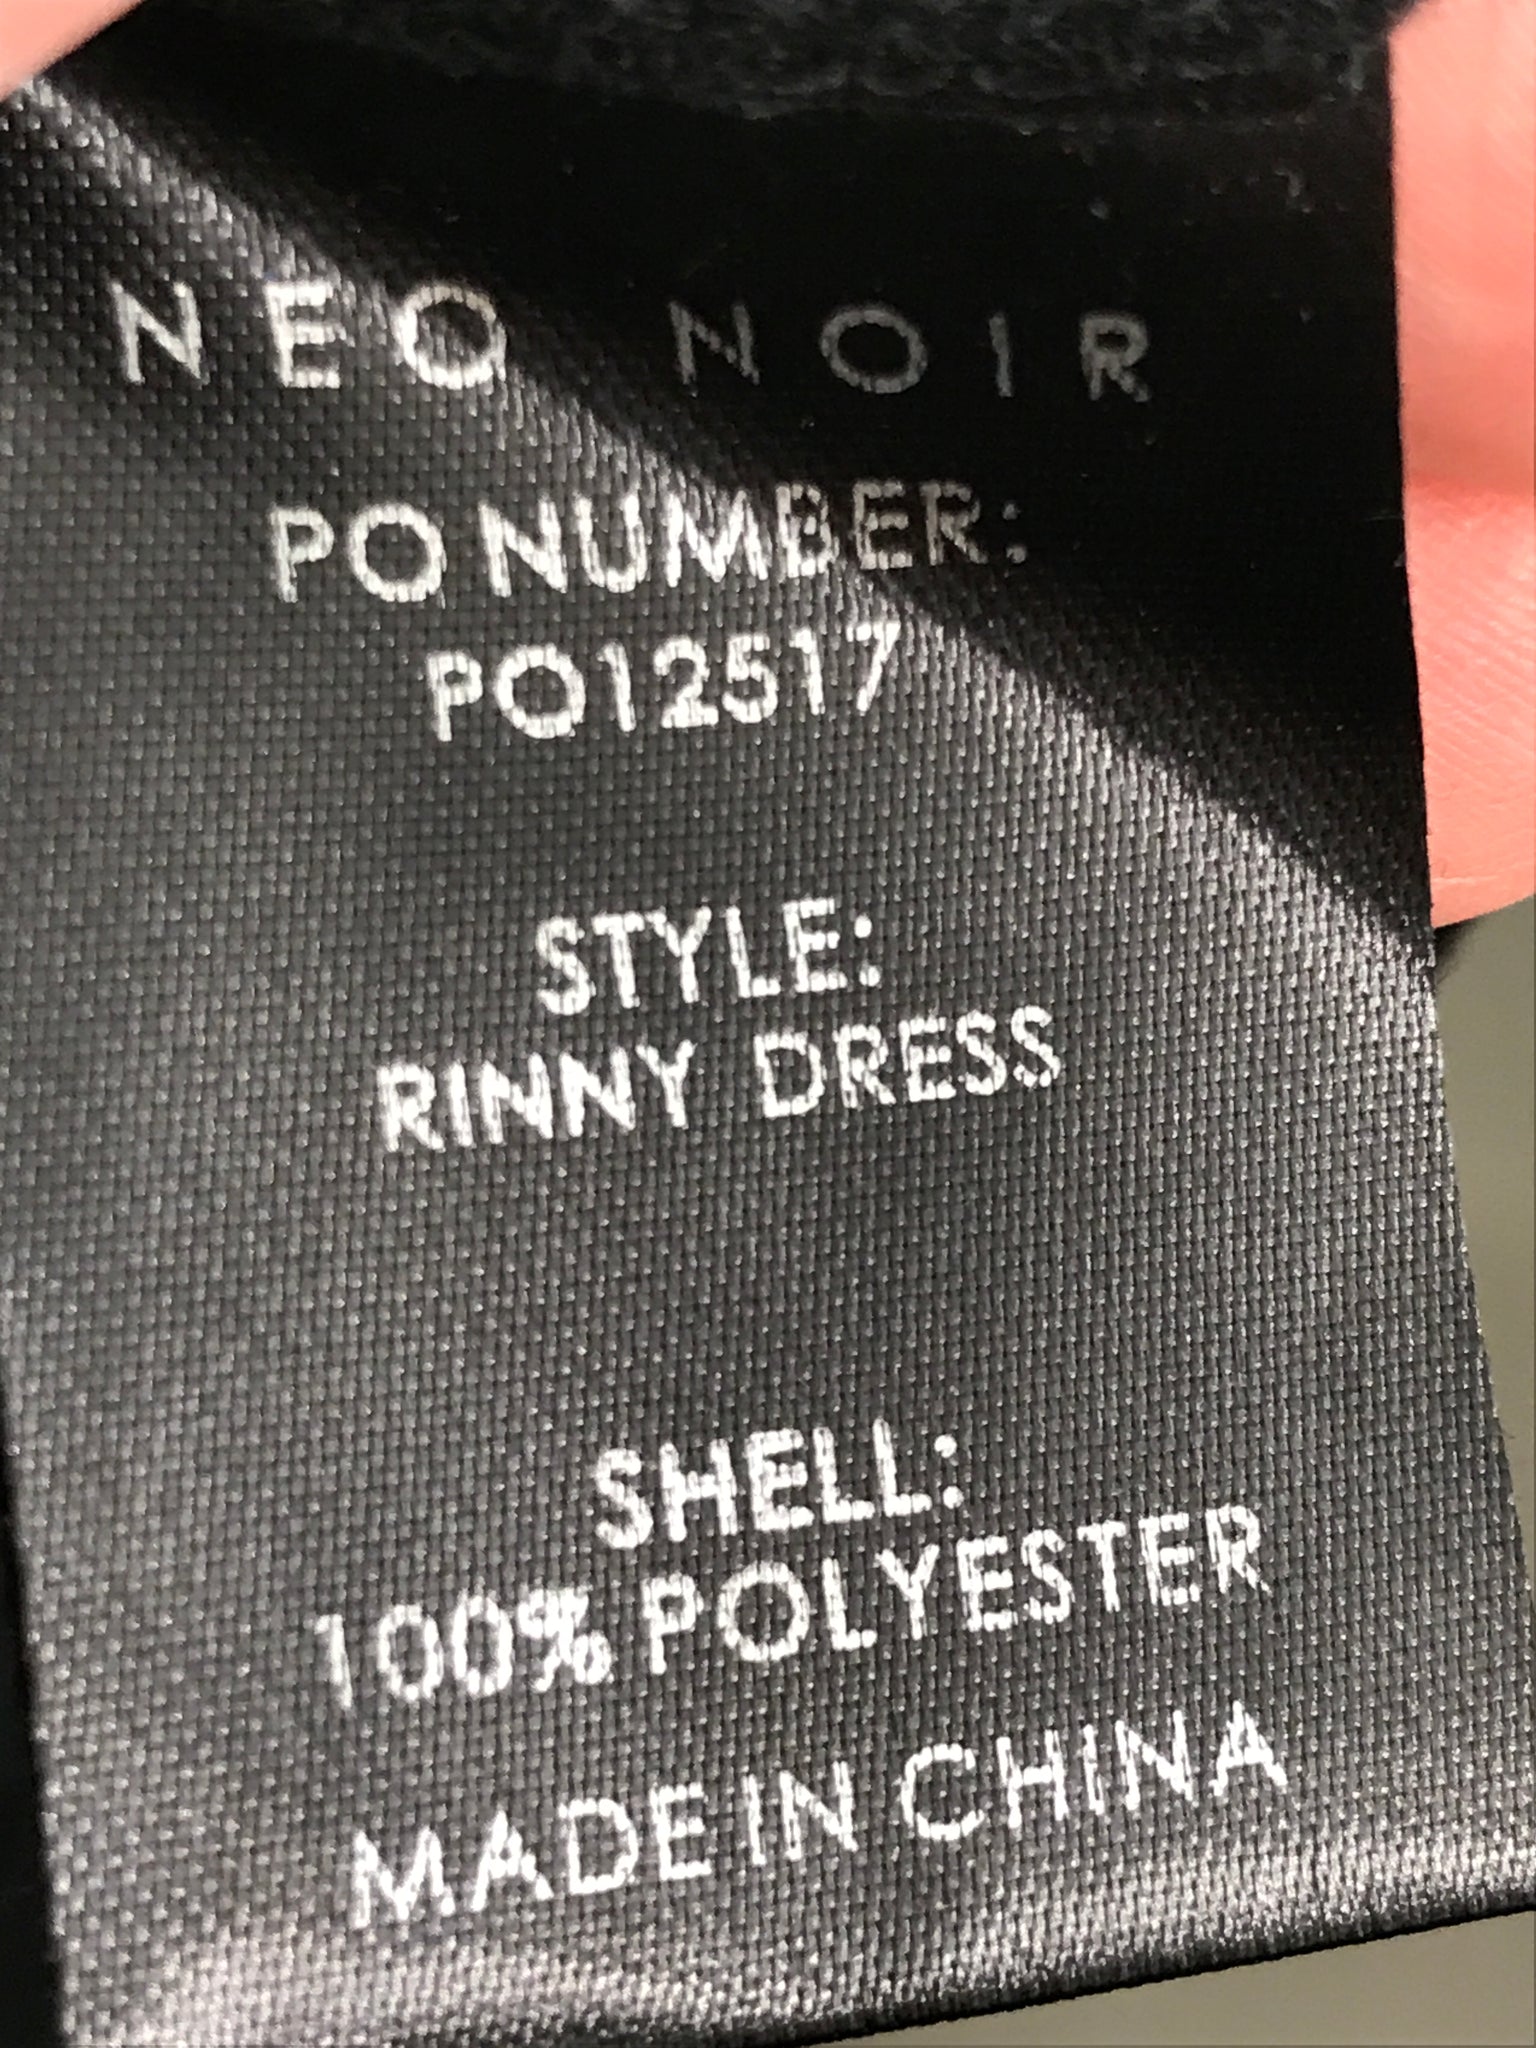 NEO NOIR
PO NUMBER:
PO12517
STYLE:
RINNY DRESS
SHELL:
100% POLYESTER
MADE IN CHINA